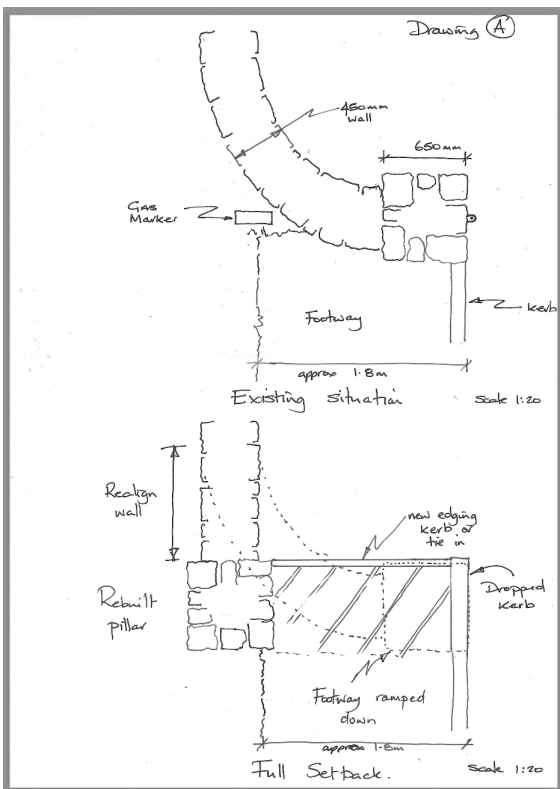 Drawing A
450mm
wall
650mm
Gas
Marker
Footway
kerb
approx 1.8m
Existing situation
Scale 1:20
Realign
wall
new edging
kerb or
tie in
Dropped
kerb
Rebuilt
pillar
Footway ramped
down
approx 1.8m
Full Setback.
Scale 1:20